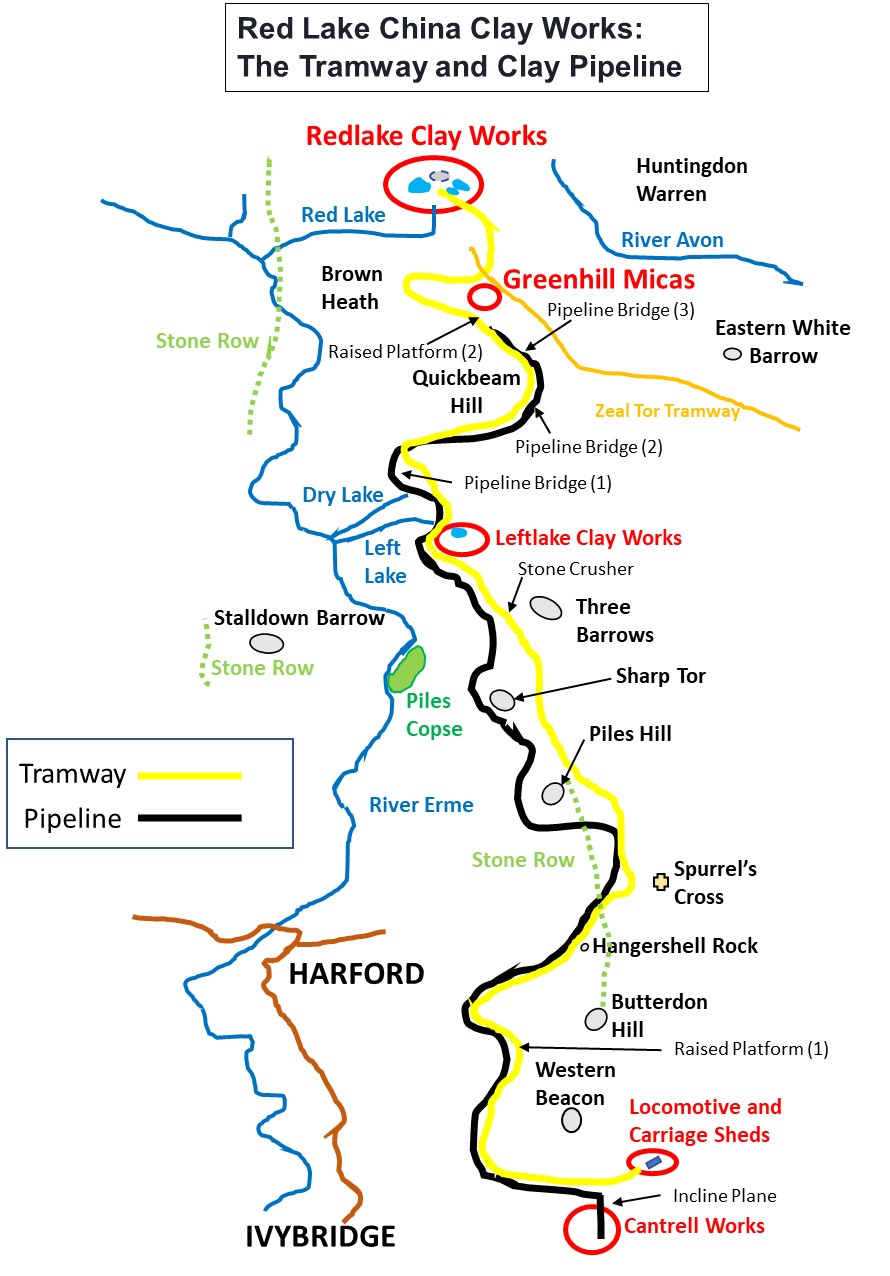 Red Lake China Clay Works:
The Tramway and Clay Pipeline
Redlake Clay Works
Huntingdon
Warren
Red Lake
River Avon
Brown
Heath
Greenhill Micas
Pipeline Bridge (3)
Eastern White
Barrow
Stone Row
Raised Platform (2)
Quickbeam
Hill
Zeal Tor Tramway
Pipeline Bridge (2)
Pipeline Bridge (1)
Dry Lake
Left
Lake
Leftlake Clay Works
Stone Crusher
Three
Barrows
Stalldown Barrow
Stone Row
Sharp Tor
Piles
Copse
Piles Hill
Tramway
Pipeline
River Erme
Stone Row
Spurrel's
Cross
Hangershell Rock
HARFORD
Butterdon
Hill
Raised Platform (1)
Western
Beacon
Locomotive and
Carriage Sheds
Incline Plane
Cantrell Works
IVYBRIDGE